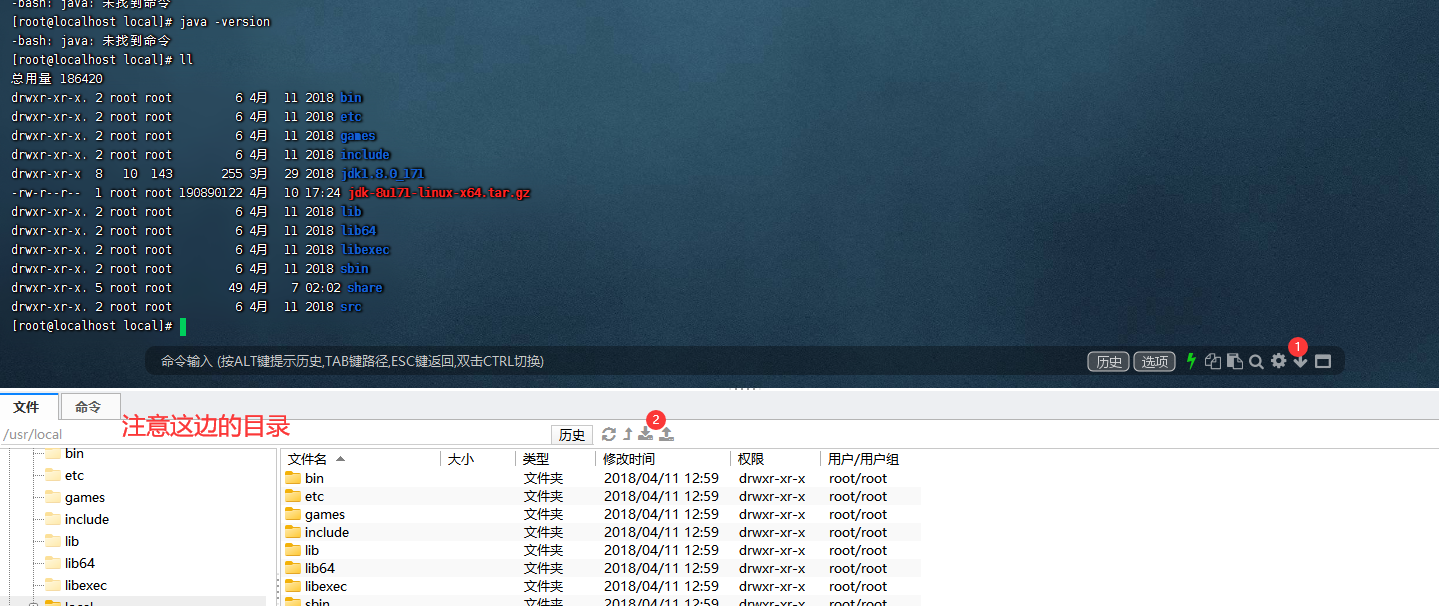 -bash: java: 未找到命令
[root@localhost local]# java -version
-bash: java: 未找到命令
[root@localhost local]# ll
总用量 186420
drwxr-xr-x. 2 root root 6 4月 11 2018 bin
drwxr-xr-x. 2 root root 6 4月 11 2018 etc
drwxr-xr-x. 2 root root 6 4月 11 2018 games
drwxr-xr-x. 2 root root 6 4月 11 2018 include
drwxr-xr-x 8 10 143 255 3月 29 2018 jdk1.8.0_171
-rw-r--r-- 1 root root 190890122 4月 10 17:24 jdk-8u171-linux-x64.tar.gz
drwxr-xr-x. 2 root root 6 4月 11 2018 lib
drwxr-xr-x. 2 root root 6 4月 11 2018 lib64
drwxr-xr-x. 2 root root 6 4月 11 2018 libexec
drwxr-xr-x. 2 root root 6 4月 11 2018 sbin
drwxr-xr-x. 5 root root 49 4月 7 02:02 share
drwxr-xr-x. 2 root root 6 4月 11 2018 src
[root@localhost local]#
命令输入 (按ALT键提示历史,TAB键路径,ESC键返回,双击CTRL切换) 历史 选项 1
文件 命令
注意这边的目录
/usr/local 历史 2
bin
etc
games
include
lib
lib64
libexec
local
文件名 大小 类型 修改时间 权限 用户/用户组
bin 文件夹 2018/04/11 12:59 drwxr-xr-x root/root
etc 文件夹 2018/04/11 12:59 drwxr-xr-x root/root
games 文件夹 2018/04/11 12:59 drwxr-xr-x root/root
include 文件夹 2018/04/11 12:59 drwxr-xr-x root/root
lib 文件夹 2018/04/11 12:59 drwxr-xr-x root/root
lib64 文件夹 2018/04/11 12:59 drwxr-xr-x root/root
libexec 文件夹 2018/04/11 12:59 drwxr-xr-x root/root
sbin 文件夹 2018/04/11 12:59 drwxr-xr-x root/root